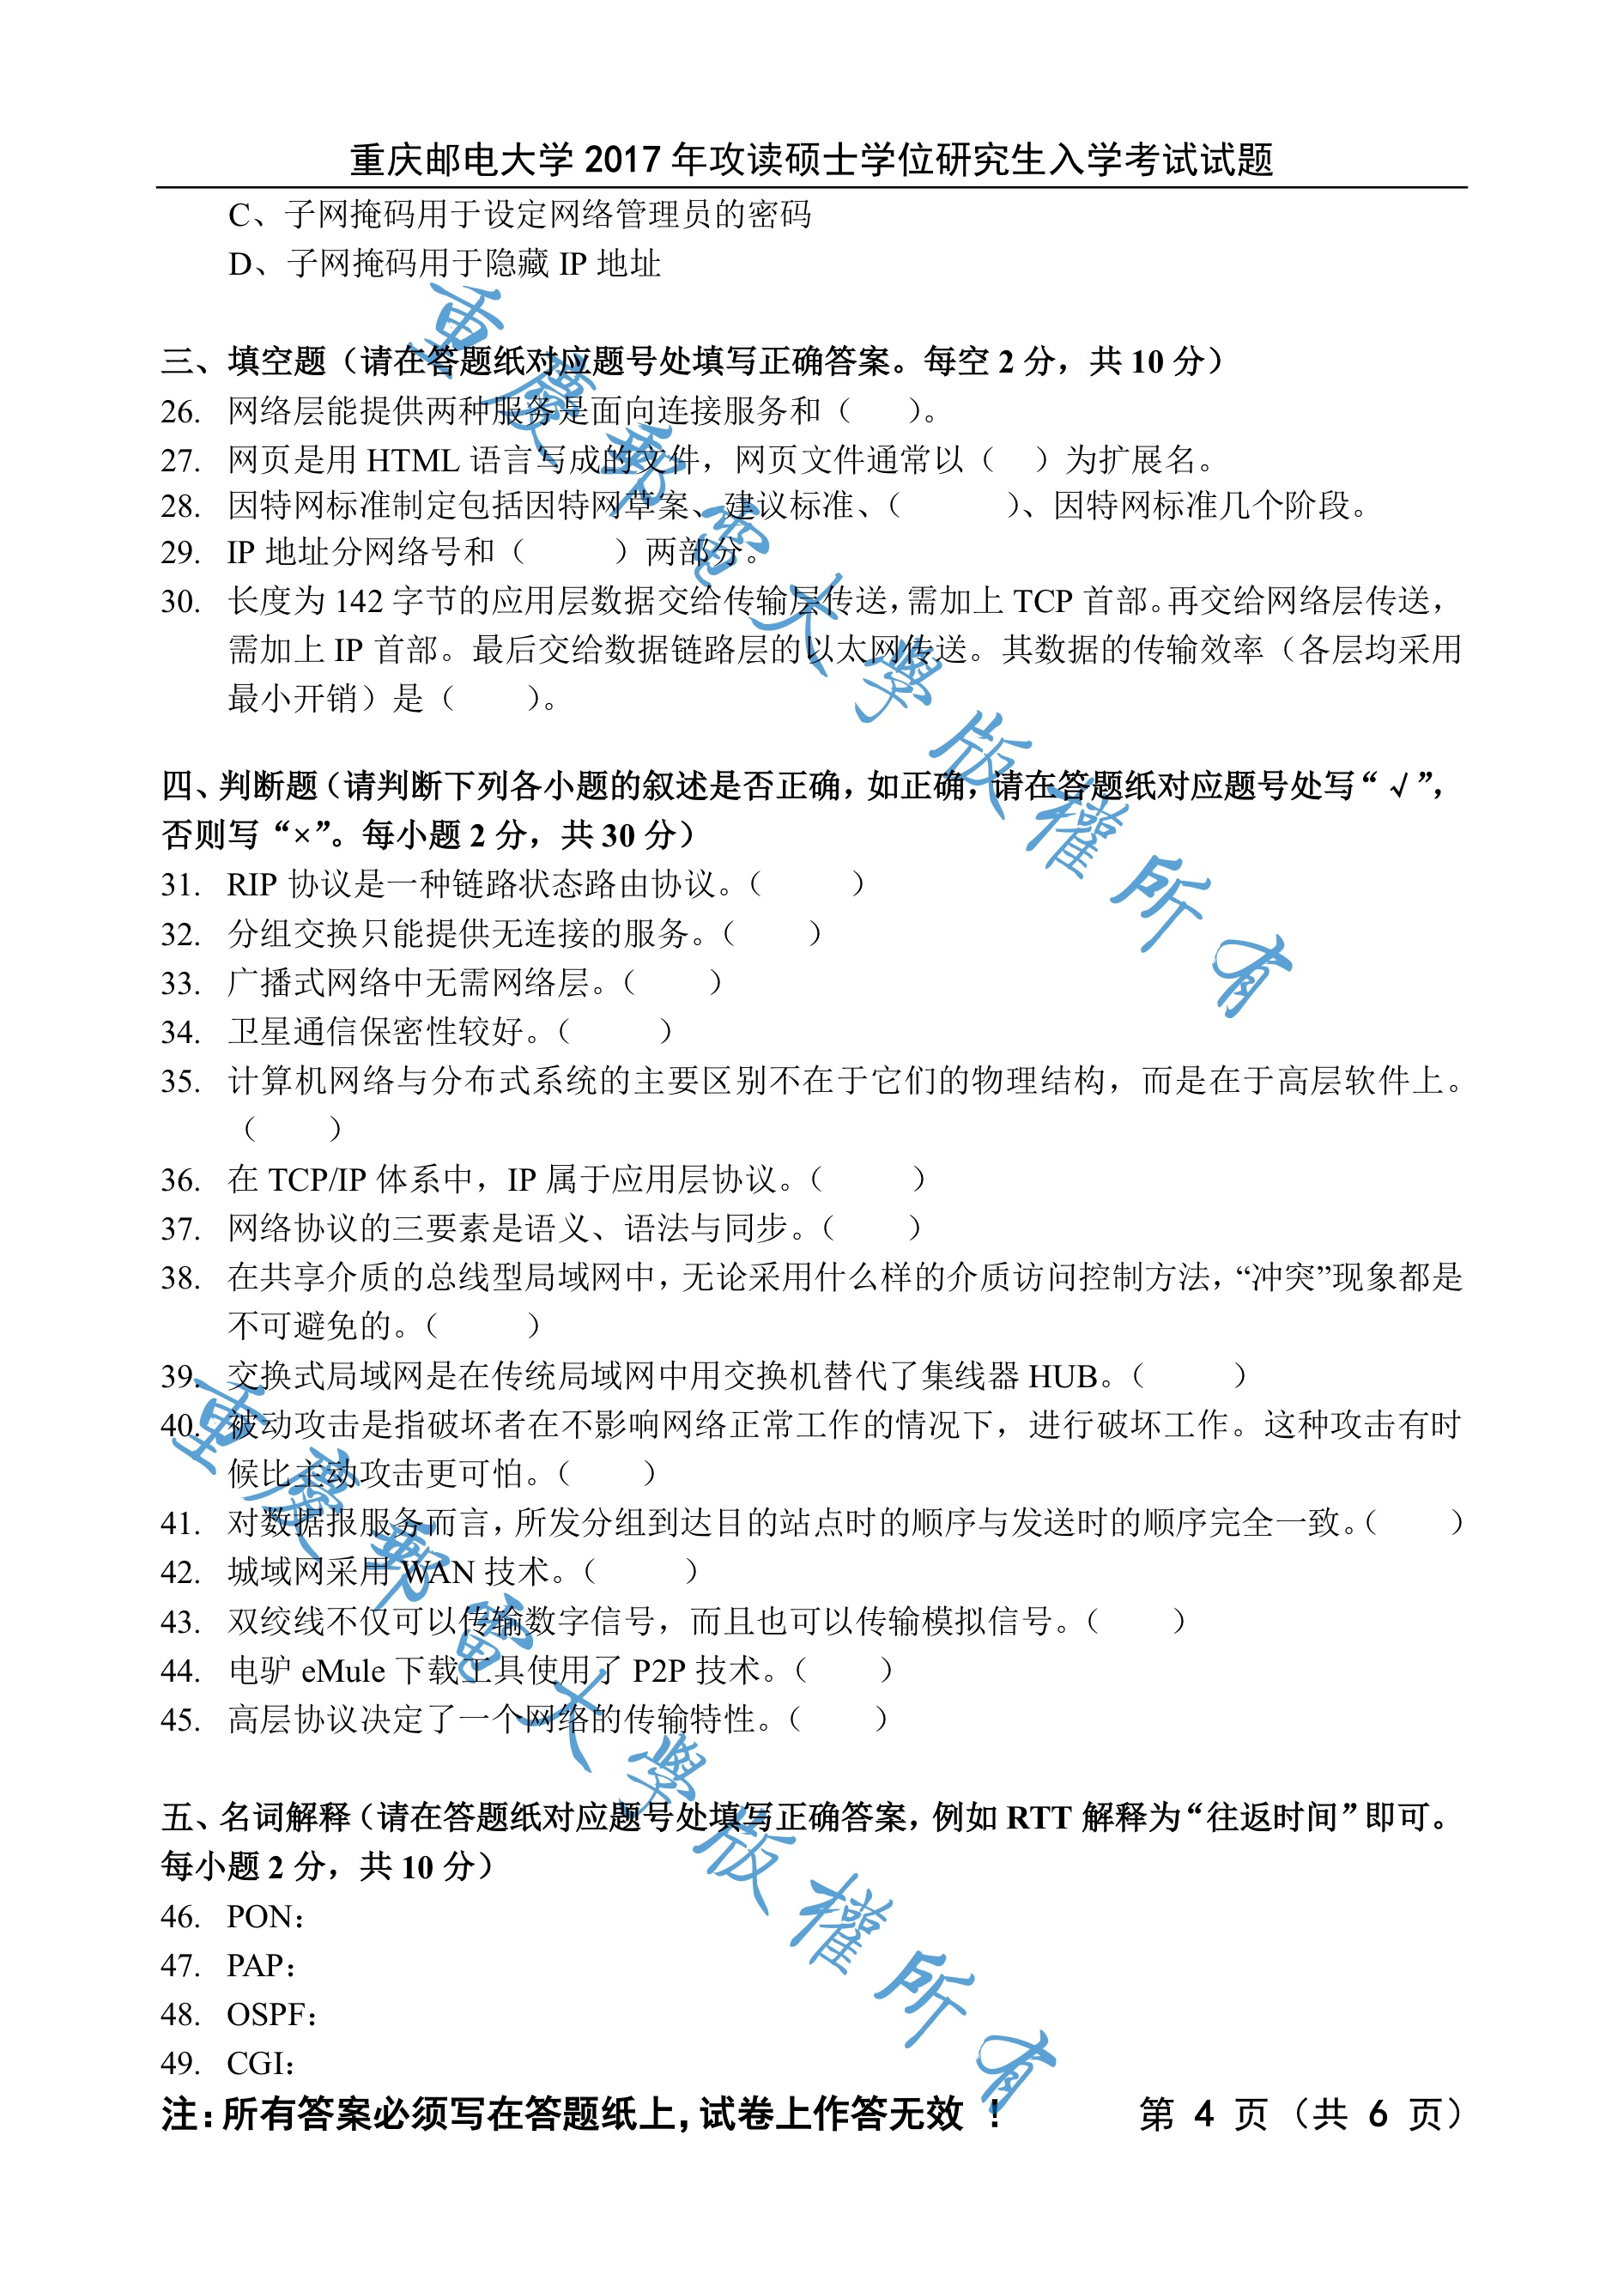 重庆邮电大学 2017 年攻读硕士学位研究生入学考试试题
C、子网掩码用于设定网络管理员的密码
D、子网掩码用于隐藏 IP 地址
三、填空题（请在答题纸对应题号处填写正确答案。每空 2 分，共 10 分）
26. 网络层能提供两种服务是面向连接服务和（ ）。
27. 网页是用 HTML 语言写成的文件，网页文件通常以（ ）为扩展名。
28. 因特网标准制定包括因特网草案、建议标准、（ ）、因特网标准几个阶段。
29. IP 地址分网络号和（ ）两部分。
30. 长度为 142 字节的应用层数据交给传输层传送，需加上 TCP 首部。再交给网络层传送，
需加上 IP 首部。最后交给数据链路层的以太网传送。其数据的传输效率（各层均采用
最小开销）是（ ）。
四、判断题（请判断下列各小题的叙述是否正确，如正确，请在答题纸对应题号处写“√”，
否则写“×”。每小题 2 分，共 30 分）
31. RIP 协议是一种链路状态路由协议。（ ）
32. 分组交换只能提供无连接的服务。（ ）
33. 广播式网络中无需网络层。（ ）
34. 卫星通信保密性较好。（ ）
35. 计算机网络与分布式系统的主要区别不在于它们的物理结构，而是在于高层软件上。
（ ）
36. 在 TCP/IP 体系中，IP 属于应用层协议。（ ）
37. 网络协议的三要素是语义、语法与同步。（ ）
38. 在共享介质的总线型局域网中，无论采用什么样的介质访问控制方法，“冲突”现象都是
不可避免的。（ ）
39. 交换式局域网是在传统局域网中用交换机替代了集线器 HUB。（ ）
40. 被动攻击是指破坏者在不影响网络正常工作的情况下，进行破坏工作。这种攻击有时
候比主动攻击更可怕。（ ）
41. 对数据报服务而言，所发分组到达目的站点时的顺序与发送时的顺序完全一致。（ ）
42. 城域网采用 WAN 技术。（ ）
43. 双绞线不仅可以传输数字信号，而且也可以传输模拟信号。（ ）
44. 电驴 eMule 下载工具使用了 P2P 技术。（ ）
45. 高层协议决定了一个网络的传输特性。（ ）
五、名词解释（请在答题纸对应题号处填写正确答案，例如 RTT 解释为“往返时间”即可。
每小题 2 分，共 10 分）
46. PON：
47. PAP：
48. OSPF：
49. CGI：
注：所有答案必须写在答题纸上，试卷上作答无效 ！ 第 4 页（共 6 页）
重慶郵電大學版權所有
重慶郵電大學版權所有